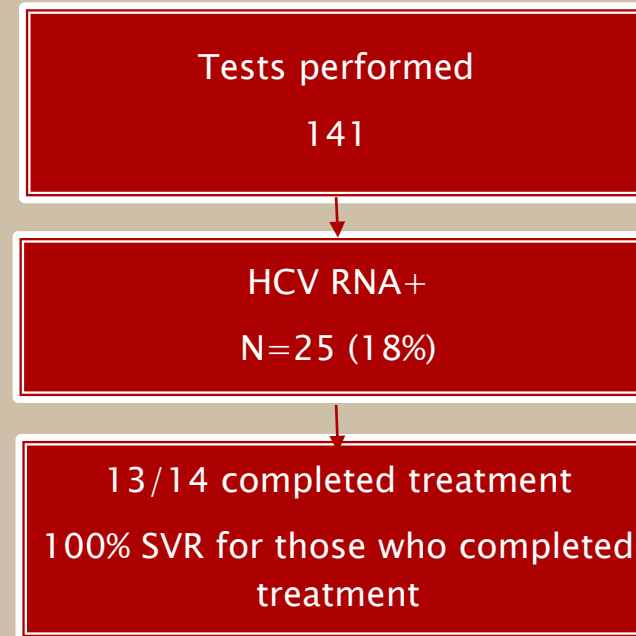 Tests performed
141
HCV RNA+
N=25 (18%)
13/14 completed treatment
100% SVR for those who completed
treatment